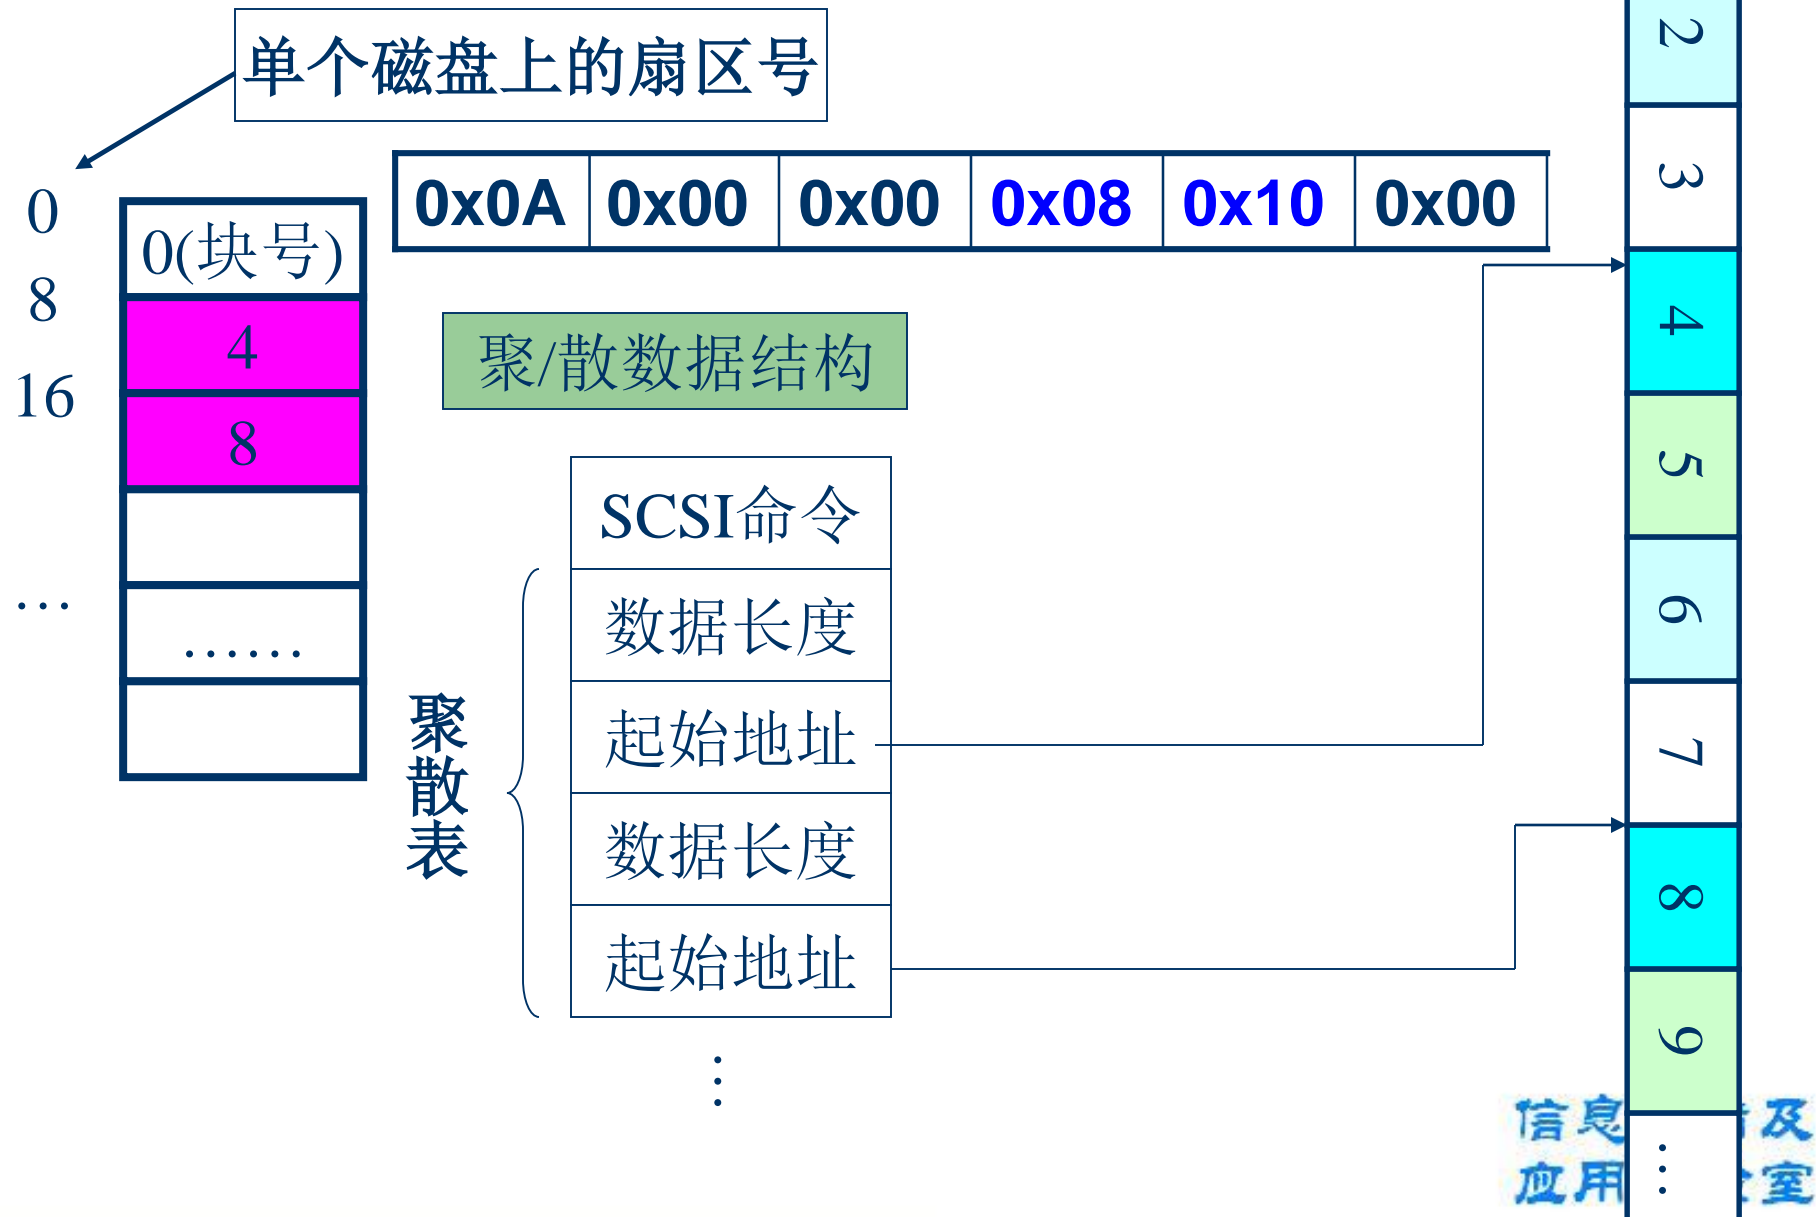 单个磁盘上的扇区号
0x0A 0x00 0x00 0x08 0x10 0x00
0
8
16
…
0(块号)
4
8
……
聚/散数据结构
SCSI命令
数据长度
起始地址
数据长度
起始地址
…
聚散表
2
3
4
5
6
7
8
9
…
信息 及
应用 室